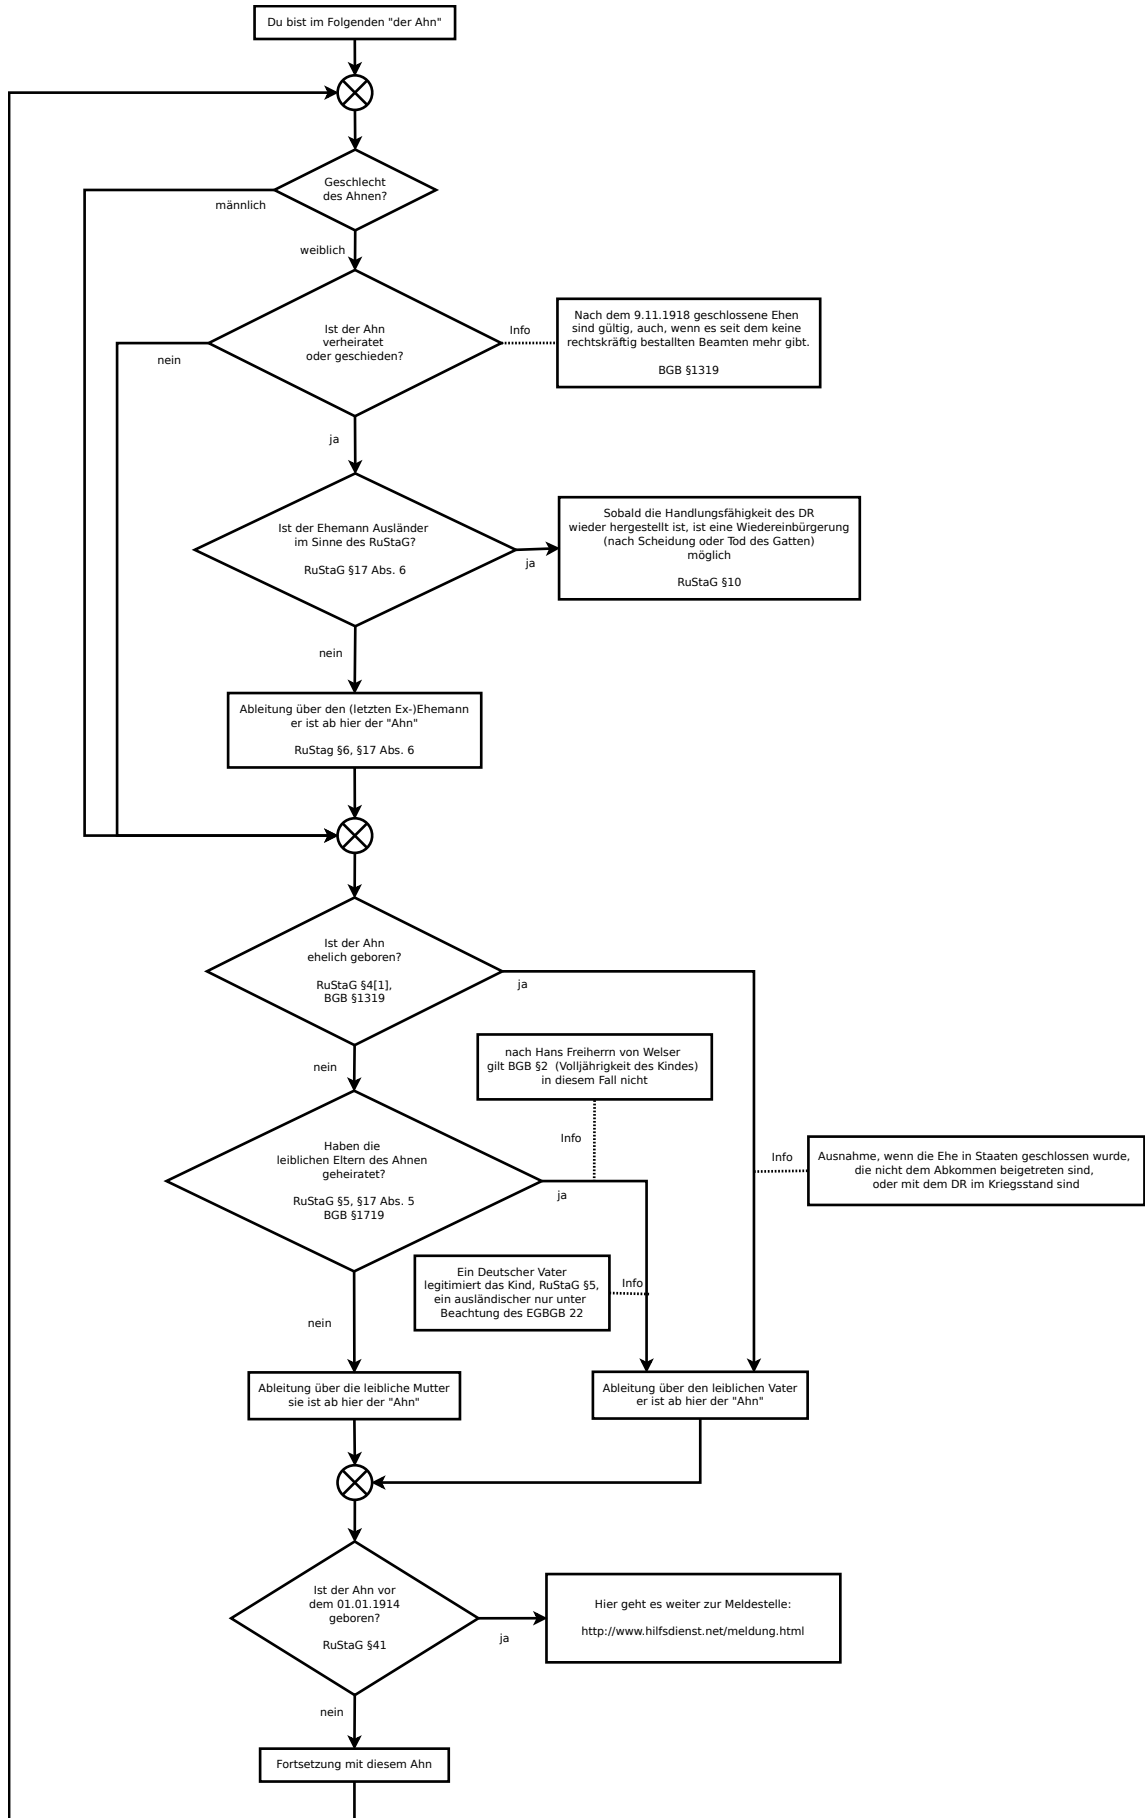 Du bist im Folgenden "der Ahn"
Geschlecht
des Ahnen?
männlich
weiblich
Ist der Ahn
verheiratet
oder geschieden?
nein
Info
Nach dem 9.11.1918 geschlossene Ehen
sind gültig, auch, wenn es seit dem keine
rechtskräftig bestallten Beamten mehr gibt.
BGB §1319
ja
Ist der Ehemann Ausländer
im Sinne des RuStaG?
RuStaG §17 Abs. 6
ja
Sobald die Handlungsfähigkeit des DR
wieder hergestellt ist, ist eine Wiedereinbürgerung
(nach Scheidung oder Tod des Gatten)
möglich
RuStaG §10
nein
Ableitung über den (letzten Ex-)Ehemann
er ist ab hier der "Ahn"
RuStag §6, §17 Abs. 6
Ist der Ahn
ehelich geboren?
RuStaG §4[1],
BGB §1319
ja
nein
nach Hans Freiherrn von Welser
gilt BGB §2  (Volljährigkeit des Kindes)
in diesem Fall nicht
Info
Haben die
leiblichen Eltern des Ahnen
geheiratet?
RuStaG §5, §17 Abs. 5
BGB §1719
ja
Info
Ausnahme, wenn die Ehe in Staaten geschlossen wurde,
die nicht dem Abkommen beigetreten sind,
oder mit dem DR im Kriegsstand sind
Ein Deutscher Vater
legitimiert das Kind, RuStaG §5,
ein ausländischer nur unter
Beachtung des EGBGB 22
Info
nein
Ableitung über die leibliche Mutter
sie ist ab hier der "Ahn"
Ableitung über den leiblichen Vater
er ist ab hier der "Ahn"
Ist der Ahn vor
dem 01.01.1914
geboren?
RuStaG §41
ja
Hier geht es weiter zur Meldestelle:
http://www.hilfsdienst.net/meldung.html
nein
Fortsetzung mit diesem Ahn